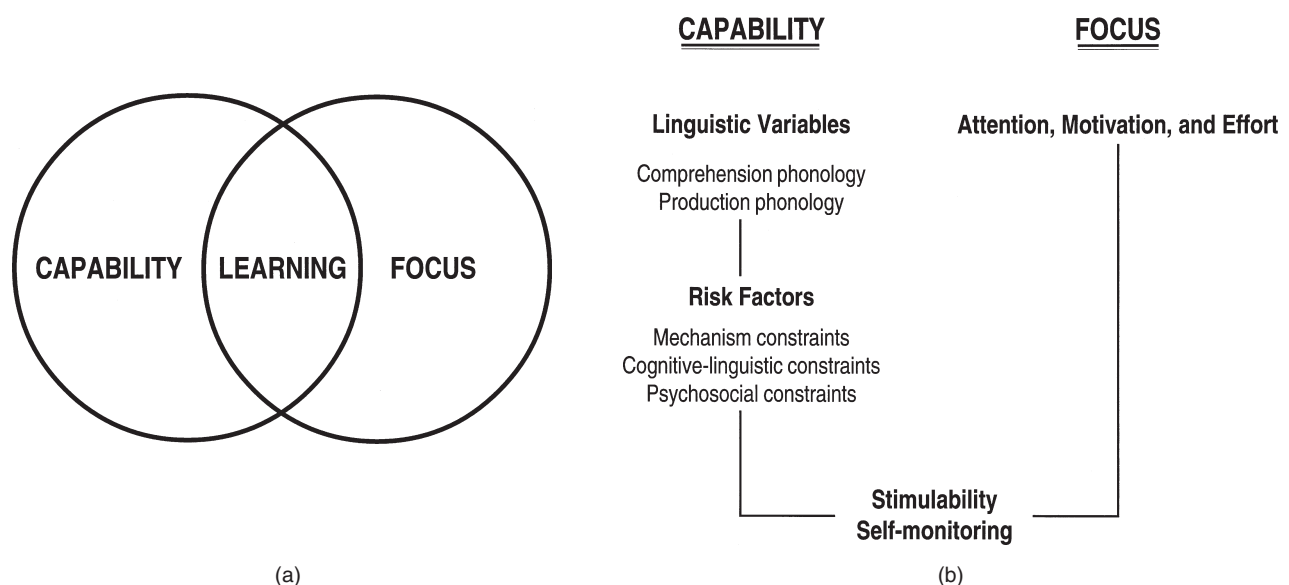 CAPABILITY
LEARNING
FOCUS
(a)
CAPABILITY
FOCUS
Linguistic Variables
Attention, Motivation, and Effort
Comprehension phonology
Production phonology
Risk Factors
Mechanism constraints
Cognitive-linguistic constraints
Psychosocial constraints
Stimulability
Self-monitoring
(b)